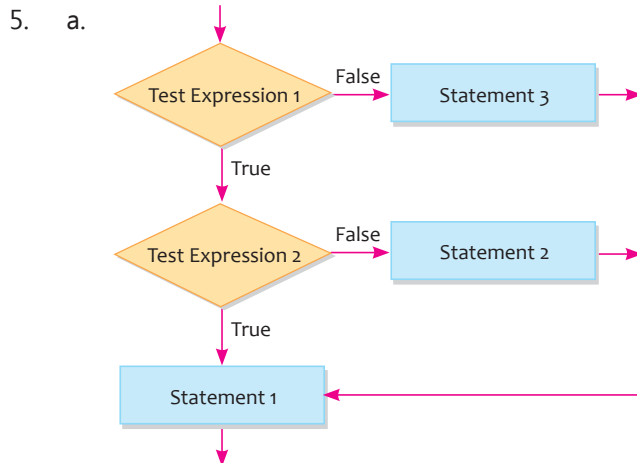 5. a.
False
Test Expression 1
Statement 3
True
False
Test Expression 2
Statement 2
True
Statement 1